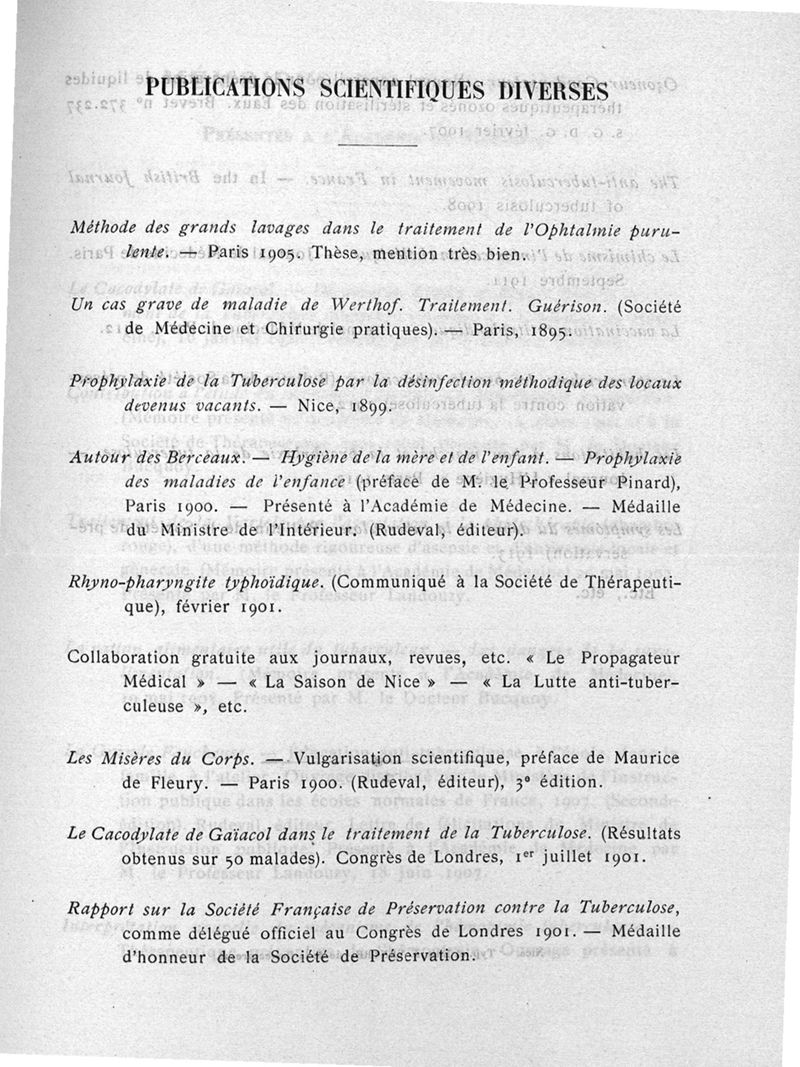 PUBLICATIONS SCIENTIFIQUES DIVERSES
Méthode des grands lavages dans le traitement de l'Ophtalmie puru-
lente. — Paris 1905. Thèse, mention très bien.
Un cas grave de maladie de Werthof. Traitement. Guérison. (Société
de Médecine et Chirurgie pratiques). — Paris, 1895.
Prophylaxie de la Tuberculose par la désinfection méthodique des locaux
devenus vacants. — Nice, 1899.
Autour des Berceaux. — Hygiène de la mère et de l'enfant. — Prophylaxie
des maladies de l'enfance (préface de M. le Professeur Pinard),
Paris 1900. — Présenté à l'Académie de Médecine. — Médaille
du Ministre de l'Intérieur. (Rudeval, éditeur).
Rhyno-pharyngite typhoïdique. (Communiqué à la Société de Thérapeuti-
que), février 1901.
Collaboration gratuite aux journaux, revues, etc. « Le Propagateur
Médical » — « La Saison de Nice » — « La Lutte anti-tuber-
culeuse », etc.
Les Misères du Corps. — Vulgarisation scientifique, préface de Maurice
de Fleury. — Paris 1900. (Rudeval, éditeur), 3e édition.
Le Cacodylate de Gaïacol dans le traitement de la Tuberculose. (Résultats
obtenus sur 50 malades). Congrès de Londres, 1er juillet 1901.
Rapport sur la Société Française de Préservation contre la Tuberculose,
comme délégué officiel au Congrès de Londres 1901. — Médaille
d'honneur de la Société de Préservation.